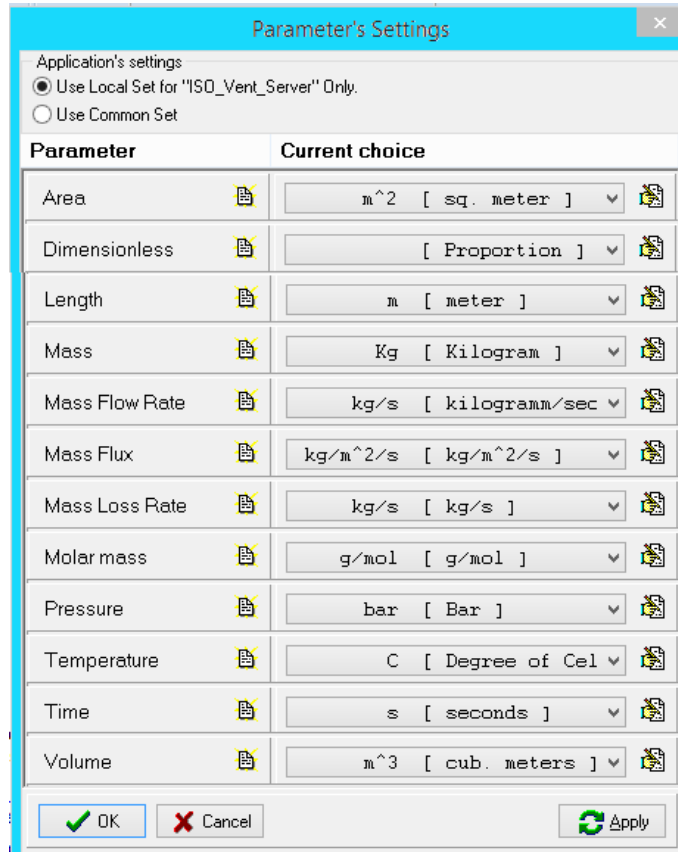 Parameter's Settings
Application's settings
Use Local Set for "ISO_Vent_Server" Only.
Use Common Set
Parameter Current choice
Area m^2 [ sq. meter ]
Dimensionless [ Proportion ]
Length m [ meter ]
Mass Kg [ Kilogram ]
Mass Flow Rate kg/s [ kilogramm/sec
Mass Flux kg/m^2/s [ kg/m^2/s ]
Mass Loss Rate kg/s [ kg/s ]
Molar mass g/mol [ g/mol ]
Pressure bar [ Bar ]
Temperature C [ Degree of Cel
Time s [ seconds ]
Volume m^3 [ cub. meters ]
OK Cancel Apply